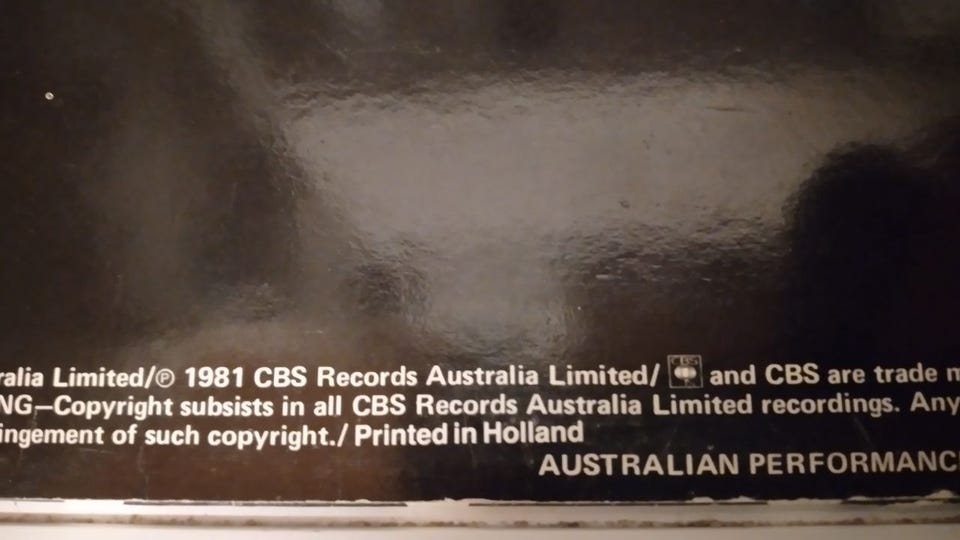 ralia Limited/℗ 1981 CBS Records Australia Limited/ CBS and CBS are trade m
NG—Copyright subsists in all CBS Records Australia Limited recordings. Any
ingement of such copyright./ Printed in Holland
AUSTRALIAN PERFORMANC